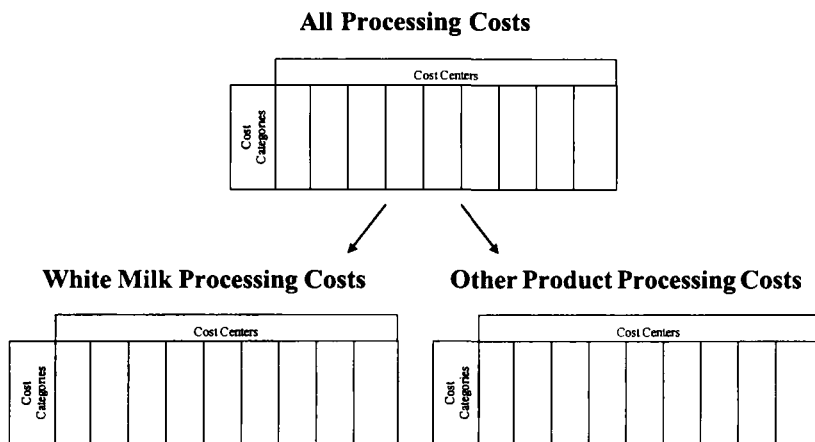 All Processing Costs
Cost Centers
Cost
Categories
White Milk Processing Costs
Other Product Processing Costs
Cost Centers
Cost Centers
Cost
Categories
Cost
Categories